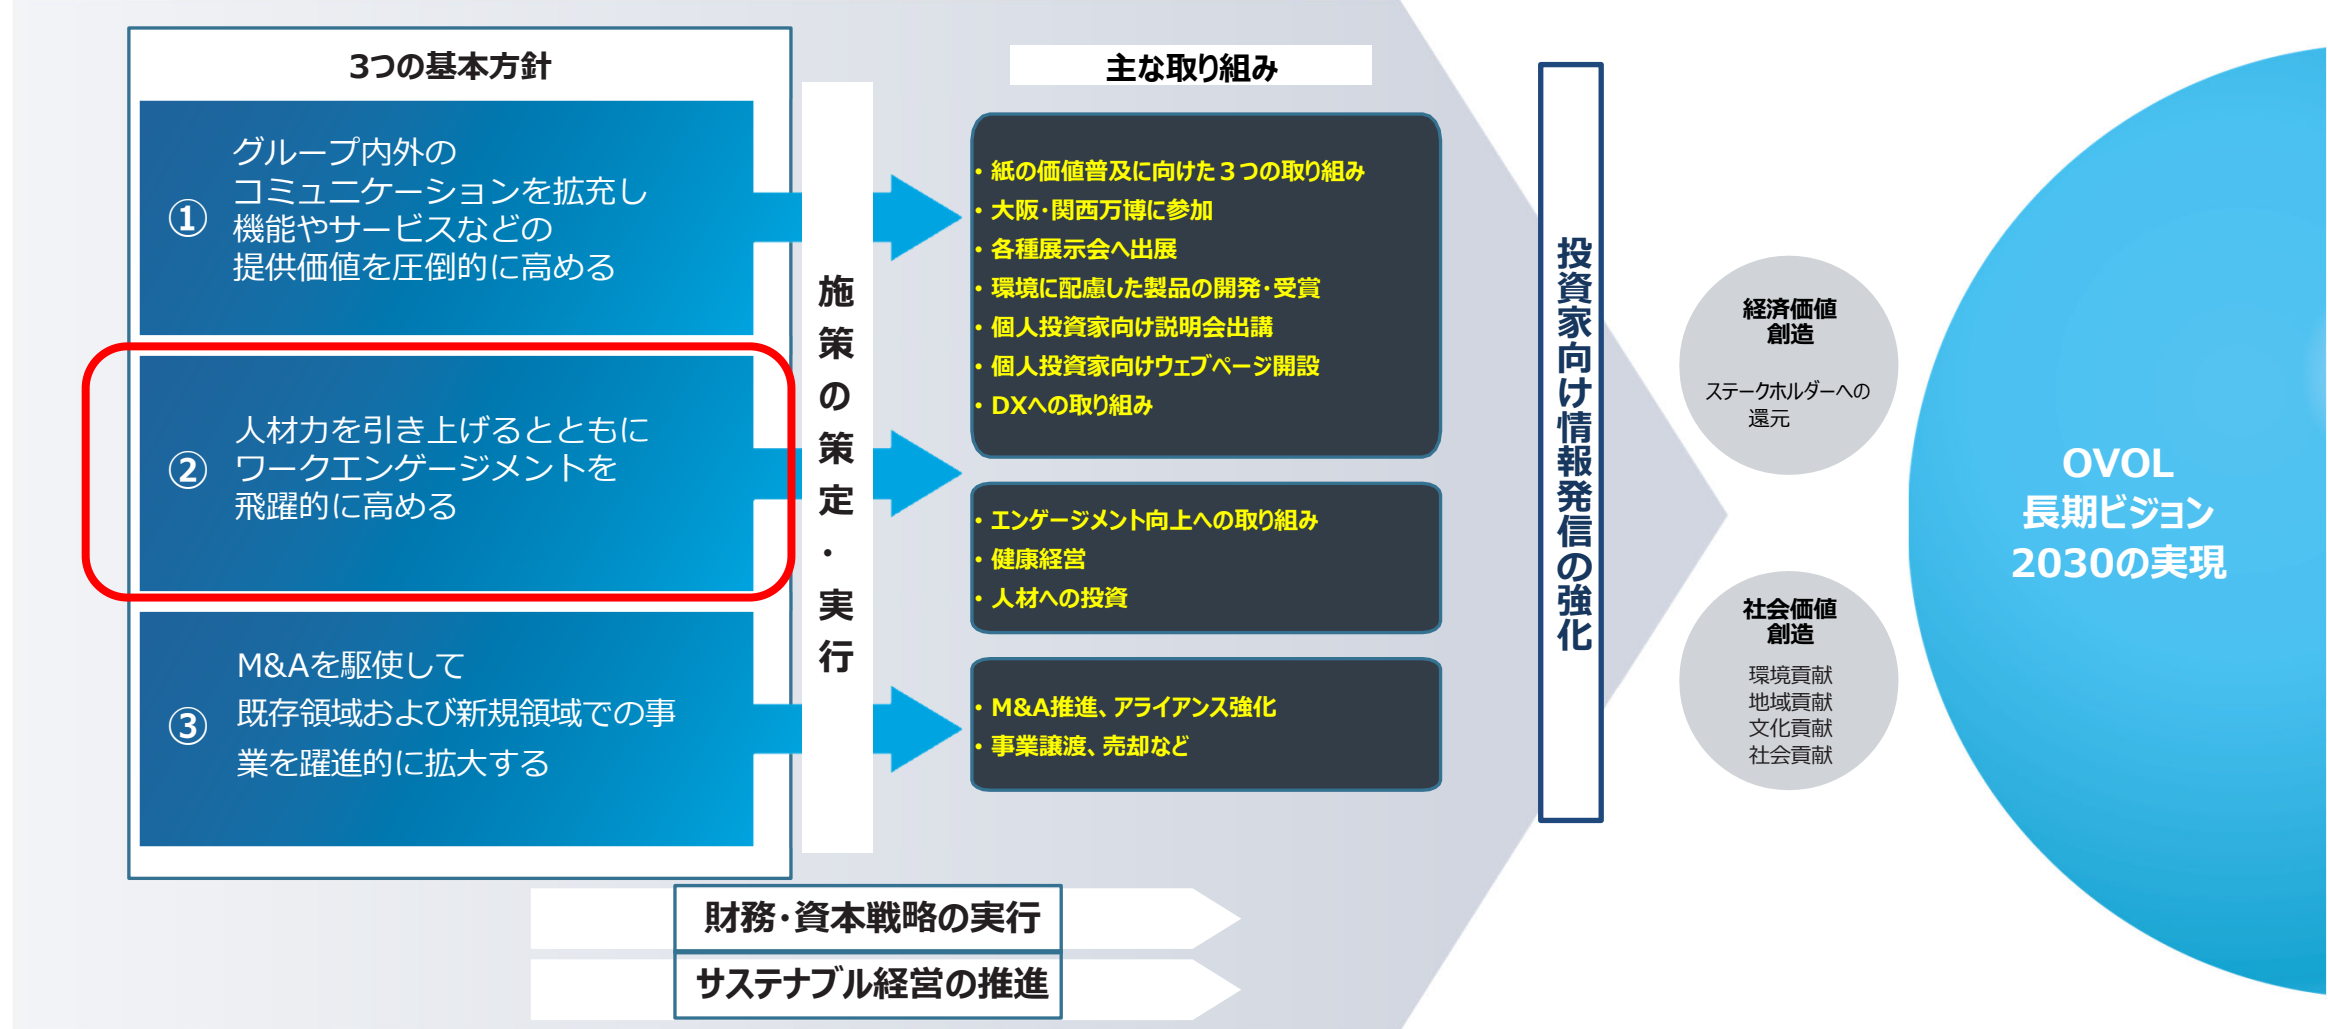 3つの基本方針
①
グループ内外の
コミュニケーションを拡充し
機能やサービスなどの
提供価値を圧倒的に高める
②
人材力を引き上げるとともに
ワークエンゲージメントを
飛躍的に高める
③
M&Aを駆使して
既存領域および新規領域での事
業を躍進的に拡大する
施策の策定・実行
主な取り組み
・紙の価値普及に向けた３つの取り組み
・大阪・関西万博に参加
・各種展示会へ出展
・環境に配慮した製品の開発・受賞
・個人投資家向け説明会出講
・個人投資家向けウェブページ開設
・DXへの取り組み
・エンゲージメント向上への取り組み
・健康経営
・人材への投資
・M&A推進、アライアンス強化
・事業譲渡、売却など
投資家向け情報発信の強化
経済価値
創造
ステークホルダーへの
還元
社会価値
創造
環境貢献
地域貢献
文化貢献
社会貢献
OVOL
長期ビジョン
2030の実現
財務・資本戦略の実行
サステナブル経営の推進